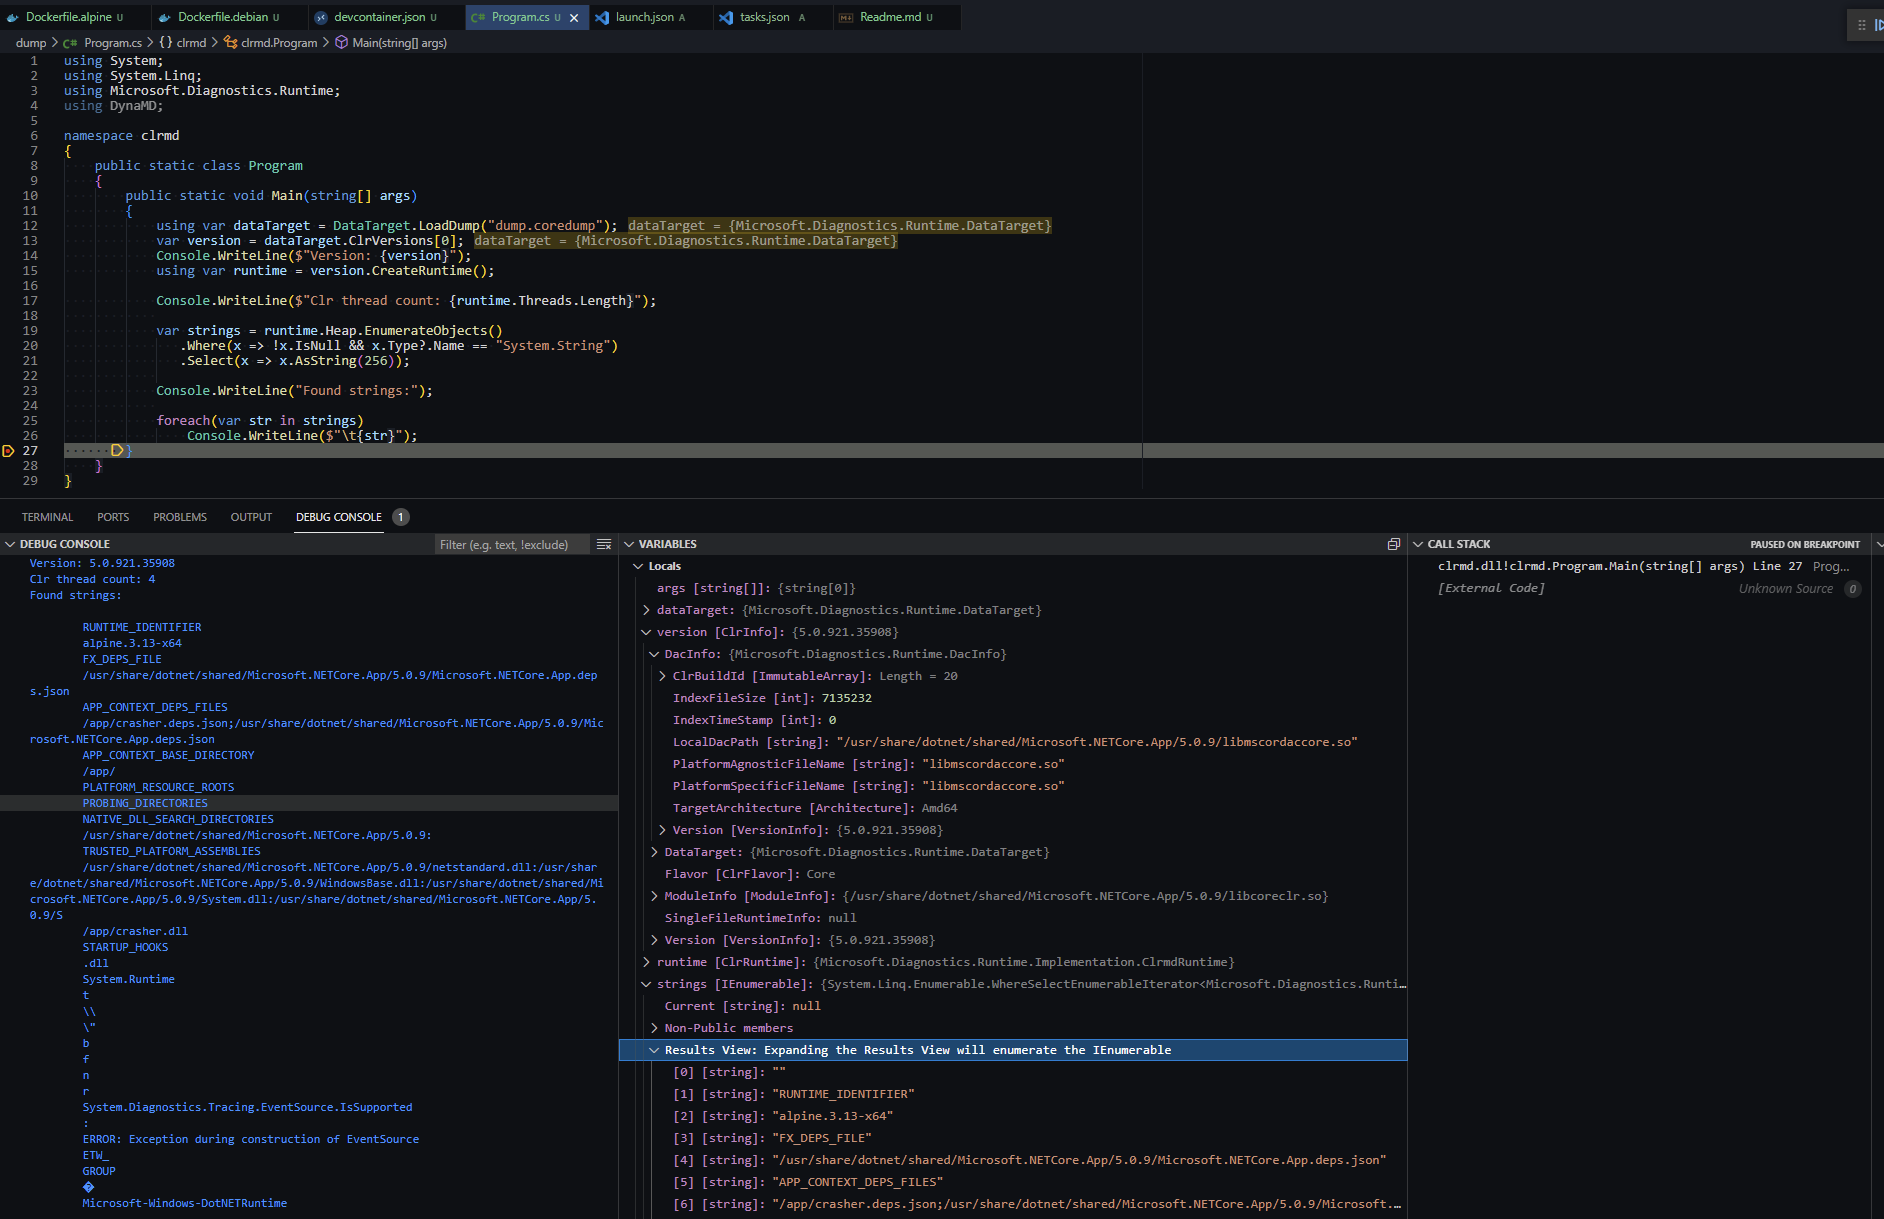 Dockerfile.alpine U
Dockerfile.debian U
devcontainer.json U
C# Program.cs U
launch.json A
tasks.json A
Readme.md U
dump > C# Program.cs > {} clrmd > clrmd.Program > Main(string[] args)
1 using System;
2 using System.Linq;
3 using Microsoft.Diagnostics.Runtime;
4 using DynaMD;
5
6 namespace clrmd
7 {
8 public static class Program
9 {
10 public static void Main(string[] args)
11 {
12 using var dataTarget = DataTarget.LoadDump("dump.coredump"); dataTarget = {Microsoft.Diagnostics.Runtime.DataTarget}
13 var version = dataTarget.ClrVersions[0]; dataTarget = {Microsoft.Diagnostics.Runtime.DataTarget}
14 Console.WriteLine($"Version: {version}");
15 using var runtime = version.CreateRuntime();
16
17 Console.WriteLine($"Clr thread count: {runtime.Threads.Length}");
18
19 var strings = runtime.Heap.EnumerateObjects()
20 .Where(x => !x.IsNull && x.Type?.Name == "System.String")
21 .Select(x => x.AsString(256));
22
23 Console.WriteLine("Found strings:");
24
25 foreach(var str in strings)
26 Console.WriteLine($"\t{str}");
27 }
28 }
29 }
TERMINAL PORTS PROBLEMS OUTPUT DEBUG CONSOLE 1
DEBUG CONSOLE
Filter (e.g. text, !exclude)
Version: 5.0.921.35908
Clr thread count: 4
Found strings:
RUNTIME_IDENTIFIER
alpine.3.13-x64
FX_DEPS_FILE
/usr/share/dotnet/shared/Microsoft.NETCore.App/5.0.9/Microsoft.NETCore.App.dep
s.json
APP_CONTEXT_DEPS_FILES
/app/crasher.deps.json;/usr/share/dotnet/shared/Microsoft.NETCore.App/5.0.9/Mic
rosoft.NETCore.App.deps.json
APP_CONTEXT_BASE_DIRECTORY
/app/
PLATFORM_RESOURCE_ROOTS
PROBING_DIRECTORIES
NATIVE_DLL_SEARCH_DIRECTORIES
/usr/share/dotnet/shared/Microsoft.NETCore.App/5.0.9:
TRUSTED_PLATFORM_ASSEMBLIES
/usr/share/dotnet/shared/Microsoft.NETCore.App/5.0.9/netstandard.dll:/usr/shar
e/dotnet/shared/Microsoft.NETCore.App/5.0.9/WindowsBase.dll:/usr/share/dotnet/shared/Mi
crosoft.NETCore.App/5.0.9/System.dll:/usr/share/dotnet/shared/Microsoft.NETCore.App/5.
0.9/S
/app/crasher.dll
STARTUP_HOOKS
.dll
System.Runtime
t
\\
\"
b
f
n
r
System.Diagnostics.Tracing.EventSource.IsSupported
:
ERROR: Exception during construction of EventSource
ETW_
GROUP
�
Microsoft-Windows-DotNETRuntime
VARIABLES
Locals
args [string[]]: {string[0]}
dataTarget: {Microsoft.Diagnostics.Runtime.DataTarget}
version [ClrInfo]: {5.0.921.35908}
DacInfo: {Microsoft.Diagnostics.Runtime.DacInfo}
ClrBuildId [ImmutableArray]: Length = 20
IndexFileSize [int]: 7135232
IndexTimeStamp [int]: 0
LocalDacPath [string]: "/usr/share/dotnet/shared/Microsoft.NETCore.App/5.0.9/libmscordaccore.so"
PlatformAgnosticFileName [string]: "libmscordaccore.so"
PlatformSpecificFileName [string]: "libmscordaccore.so"
TargetArchitecture [Architecture]: Amd64
Version [VersionInfo]: {5.0.921.35908}
DataTarget: {Microsoft.Diagnostics.Runtime.DataTarget}
Flavor [ClrFlavor]: Core
ModuleInfo [ModuleInfo]: {/usr/share/dotnet/shared/Microsoft.NETCore.App/5.0.9/libcoreclr.so}
SingleFileRuntimeInfo: null
Version [VersionInfo]: {5.0.921.35908}
runtime [ClrRuntime]: {Microsoft.Diagnostics.Runtime.Implementation.ClrmdRuntime}
strings [IEnumerable]: {System.Linq.Enumerable.WhereSelectEnumerableIterator<Microsoft.Diagnostics.Runti…
Current [string]: null
Non-Public members
Results View: Expanding the Results View will enumerate the IEnumerable
[0] [string]: ""
[1] [string]: "RUNTIME_IDENTIFIER"
[2] [string]: "alpine.3.13-x64"
[3] [string]: "FX_DEPS_FILE"
[4] [string]: "/usr/share/dotnet/shared/Microsoft.NETCore.App/5.0.9/Microsoft.NETCore.App.deps.json"
[5] [string]: "APP_CONTEXT_DEPS_FILES"
[6] [string]: "/app/crasher.deps.json;/usr/share/dotnet/shared/Microsoft.NETCore.App/5.0.9/Microsoft.…
CALL STACK
PAUSED ON BREAKPOINT
clrmd.dll!clrmd.Program.Main(string[] args) Line 27 Prog…
[External Code] Unknown Source 0